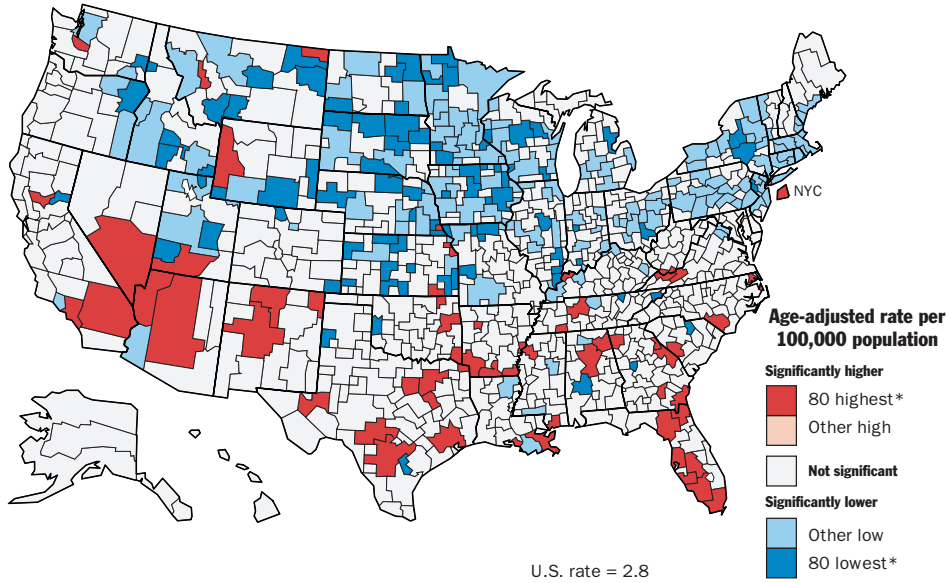 NYC
Age-adjusted rate per
100,000 population
Significantly higher
80 highest*
Other high
Not significant
Significantly lower
Other low
80 lowest*
U.S. rate = 2.8